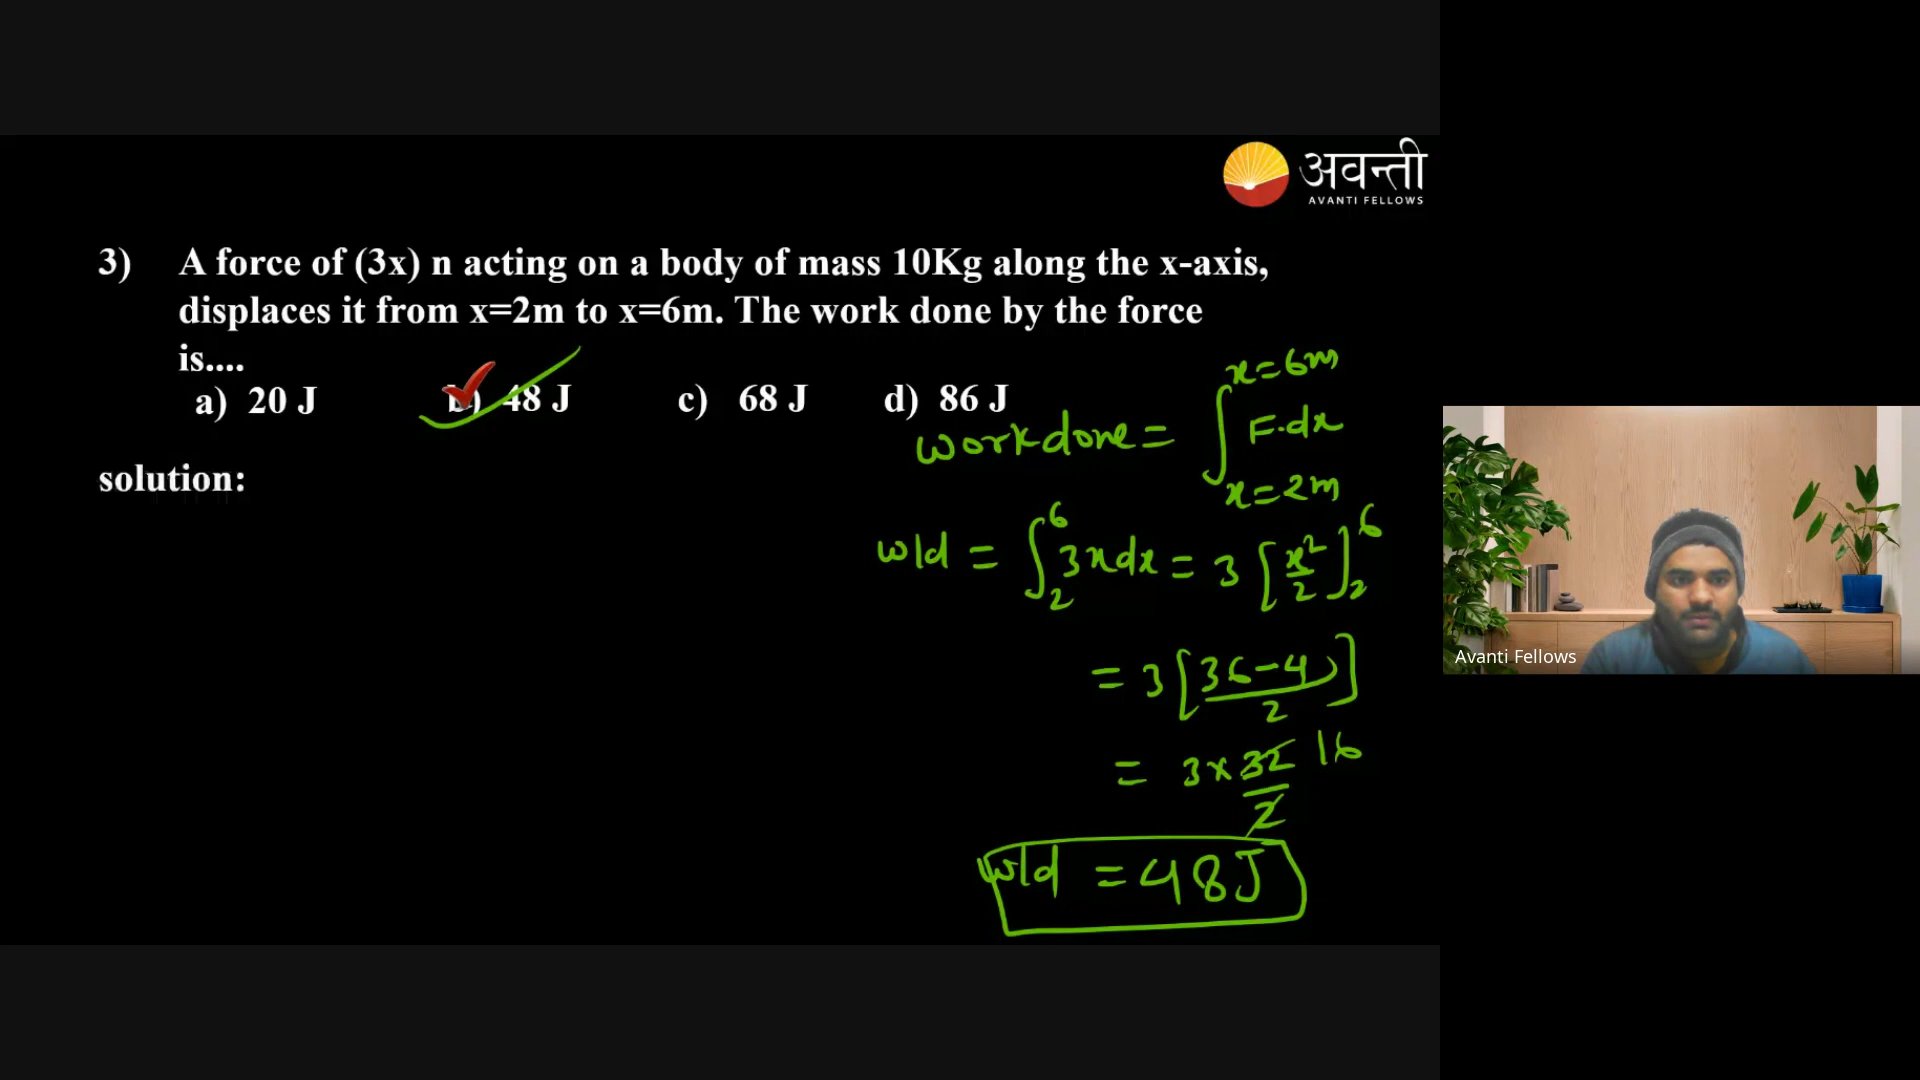 अवन्ती
AVANTI FELLOWS
3) A force of (3x) n acting on a body of mass 10Kg along the x-axis,
displaces it from x=2m to x=6m. The work done by the force
is....
a) 20 J b) 48 J c) 68 J d) 86 J
solution:
workdone = ∫ F.dx
x=6m
x=2m
w/d = ∫₂⁶ 3x dx = 3 [x²/2]₂⁶
= 3 [36-4)/2]
= 3 x 32/2 16
w/d = 48J
Avanti Fellows